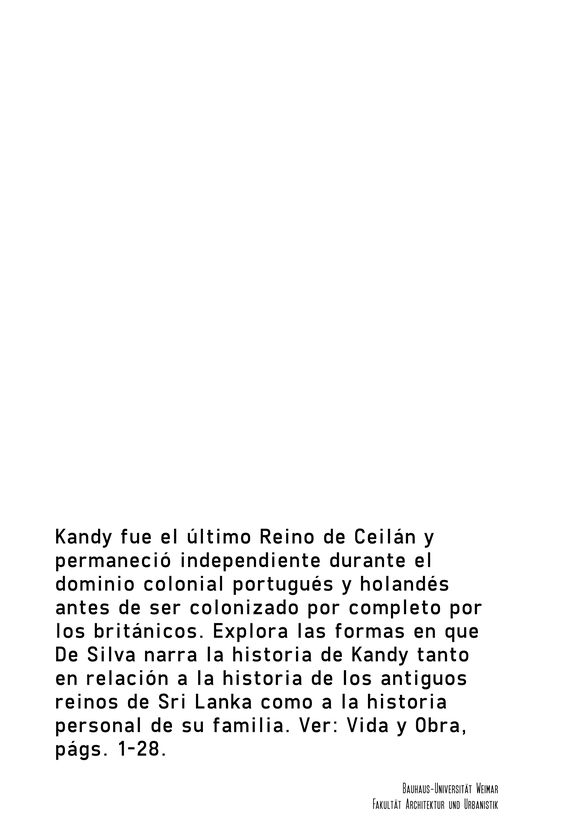 Kandy fue el último Reino de Ceilán y
permaneció independiente durante el
dominio colonial portugués y holandés
antes de ser colonizado por completo por
los británicos. Explora las formas en que
De Silva narra la historia de Kandy tanto
en relación a la historia de los antiguos
reinos de Sri Lanka como a la historia
personal de su familia. Ver: Vida y Obra,
págs. 1-28.
Bauhaus-Universität Weimar
Fakultät Architektur und Urbanistik